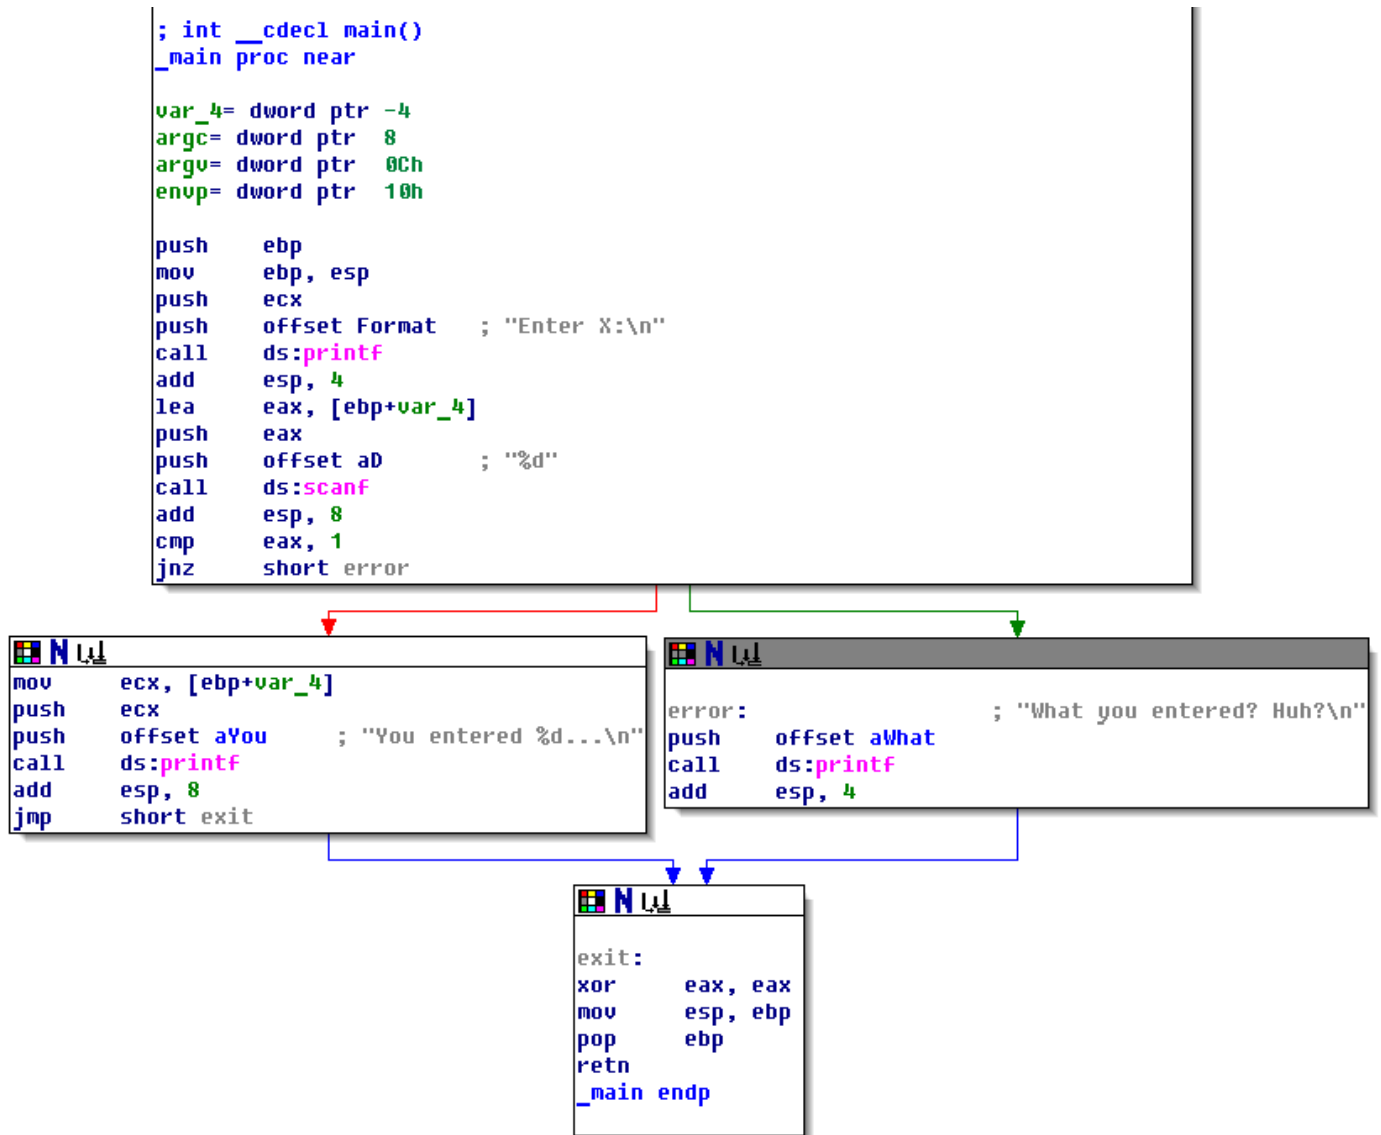 ; int __cdecl main()
_main proc near
var_4= dword ptr -4
argc= dword ptr  8
argv= dword ptr  0Ch
envp= dword ptr  10h
push    ebp
mov     ebp, esp
push    ecx
push    offset Format   ; "Enter X:\n"
call    ds:printf
add     esp, 4
lea     eax, [ebp+var_4]
push    eax
push    offset aD       ; "%d"
call    ds:scanf
add     esp, 8
cmp     eax, 1
jnz     short error
mov     ecx, [ebp+var_4]
push    ecx
push    offset aYou     ; "You entered %d...\n"
call    ds:printf
add     esp, 8
jmp     short exit
error:                  ; "What you entered? Huh?\n"
push    offset aWhat
call    ds:printf
add     esp, 4
exit:
xor     eax, eax
mov     esp, ebp
pop     ebp
retn
_main endp